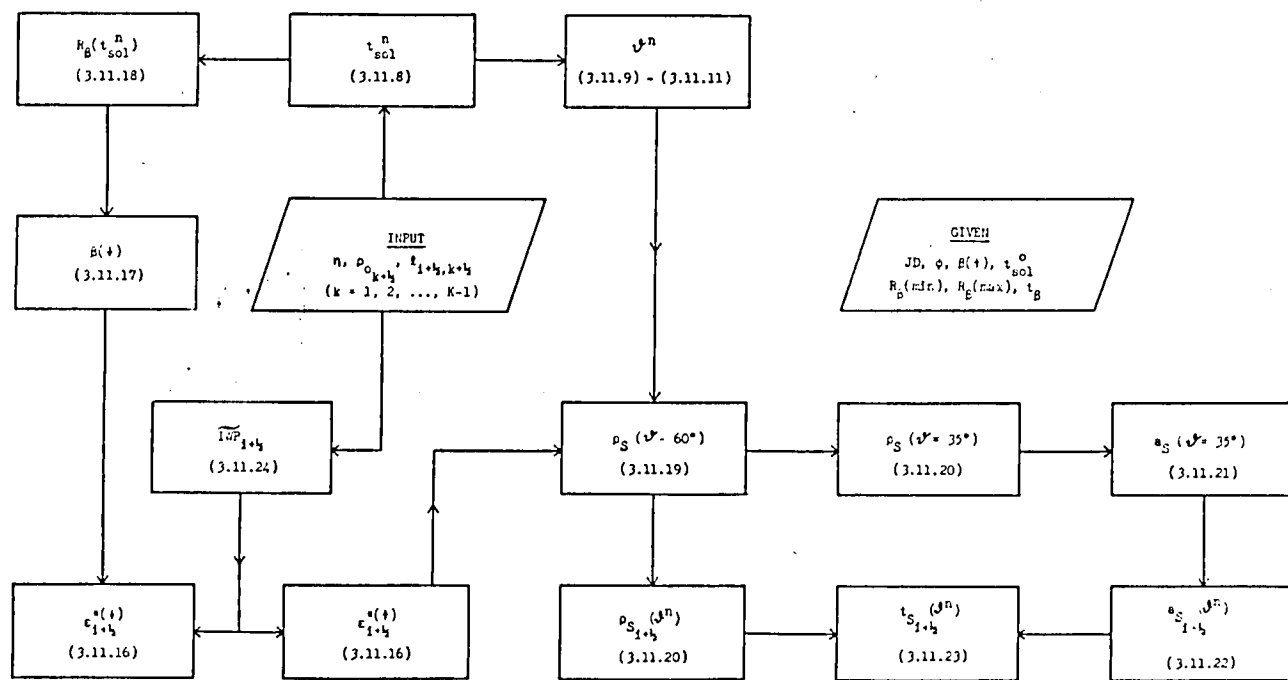 R_β(t^n_sol)
(3.11.18)
t^n_sol
(3.11.8)
ϑ^n
(3.11.9) - (3.11.11)
β(↓)
(3.11.17)
INPUT
n, ρ_o_k+½, ℓ_i+½,k+½
(k = 1, 2, ..., K-1)
GIVEN
JD, φ, β(↑), t^o_sol
R_β(min), R_β(max), t_β
(3.11.24)
ρ_S (ϑ = 60°)
(3.11.19)
ρ_S (ϑ = 35°)
(3.11.20)
a_S (ϑ = 35°)
(3.11.21)
ε*_i+½(↓)
(3.11.16)
ε*_i+½(↑)
(3.11.16)
ρ_S_i+½(ϑ^n)
(3.11.20)
t_S_i+½(ϑ^n)
(3.11.23)
a_S_i+½(ϑ^n)
(3.11.22)